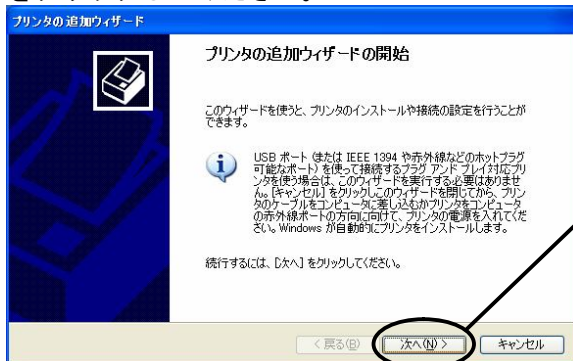 プリンタの追加ウィザード
プリンタの追加ウィザードの開始
このウィザードを使うと、プリンタのインストールや接続の設定を行うことが
できます。
USB ポート (または IEEE 1394 や赤外線などのホットプラグ
可能なポート) を使って接続するプラグ アンド プレイ対応プリ
ンタを使う場合は、このウィザードを実行する必要はありませ
ん。[キャンセル] をクリックしこのウィザードを閉じてから、プリン
タのケーブルをコンピュータに差し込むかプリンタをコンピュータ
の赤外線ポートの方向に向けて、プリンタの電源を入れてくだ
さい。Windows が自動的にプリンタをインストールします。
続行するには、[次へ] をクリックしてください。
< 戻る(B)
次へ(N) >
キャンセル